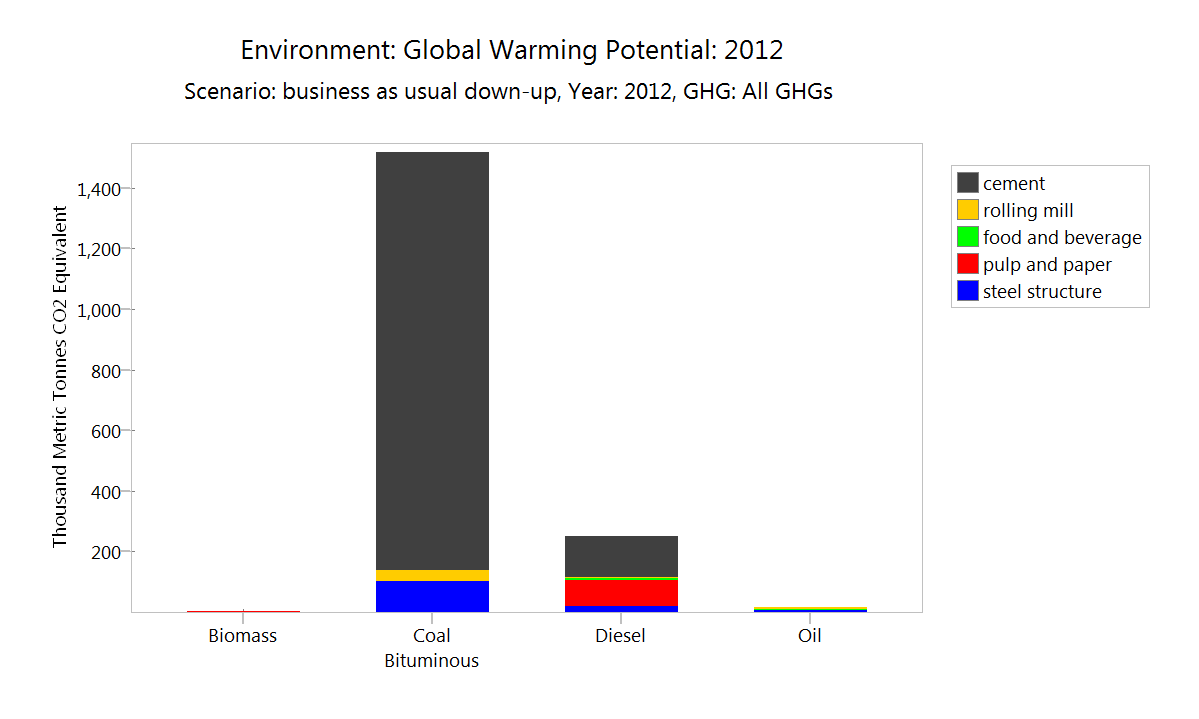 Environment: Global Warming Potential: 2012
Scenario: business as usual down-up, Year: 2012, GHG: All GHGs
Thousand Metric Tonnes CO2 Equivalent
1,400
1,200
1,000
800
600
400
200
Biomass
Coal
Bituminous
Diesel
Oil
cement
rolling mill
food and beverage
pulp and paper
steel structure